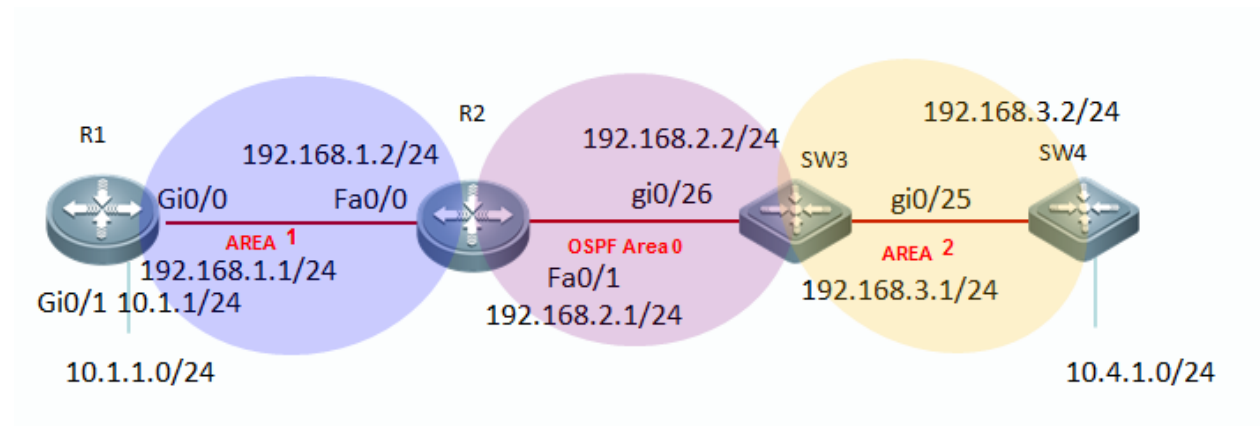 R1
R2
192.168.3.2/24
192.168.1.2/24
192.168.2.2/24
SW3
SW4
Gi0/0
Fa0/0
gi0/26
gi0/25
AREA 1
OSPF Area 0
AREA 2
192.168.1.1/24
Fa0/1
192.168.3.1/24
Gi0/1 10.1.1/24
192.168.2.1/24
10.1.1.0/24
10.4.1.0/24